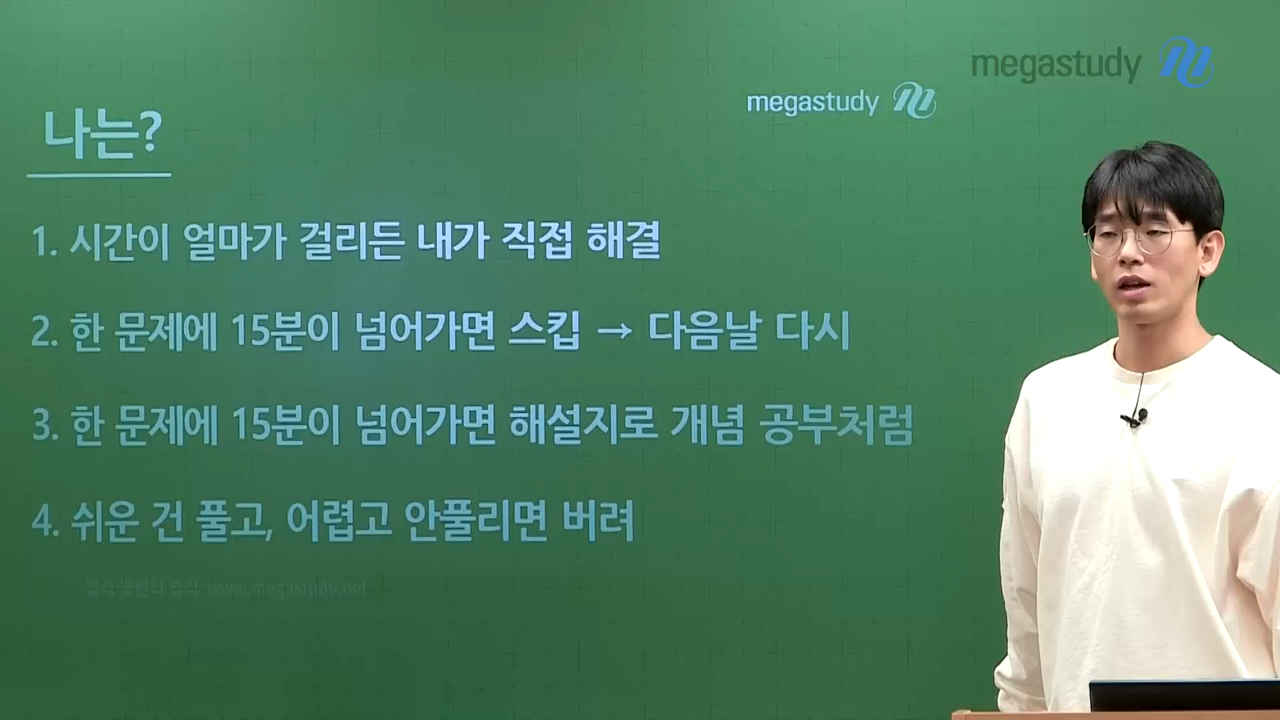 megastudy
megastudy
나는?
1. 시간이 얼마가 걸리든 내가 직접 해결
2. 한 문제에 15분이 넘어가면 스킵 → 다음날 다시
3. 한 문제에 15분이 넘어가면 해설지로 개념 공부처럼
4. 쉬운 건 풀고, 어렵고 안풀리면 버려
www.megastudy.net